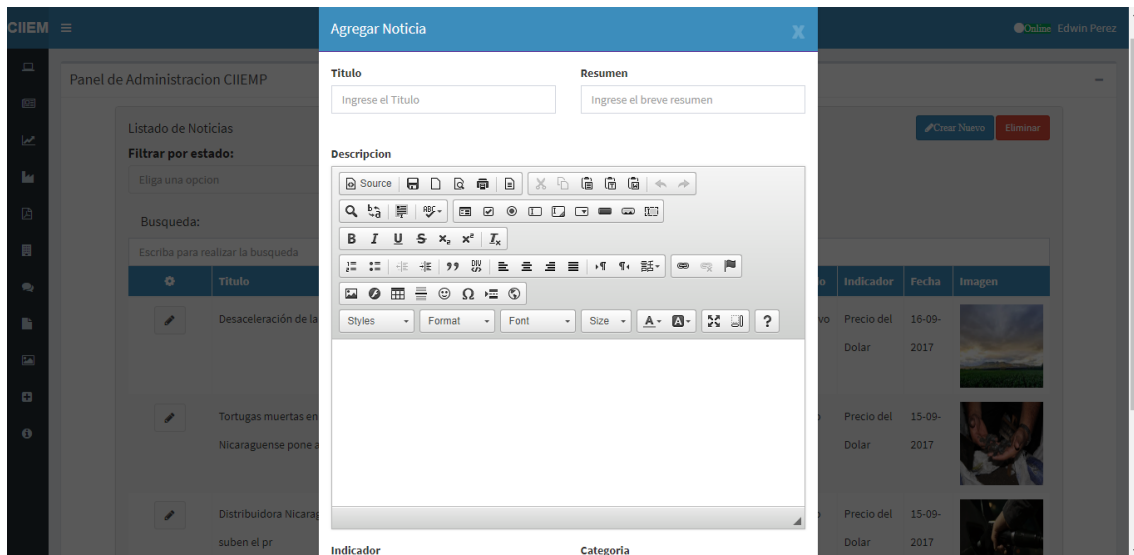 CIIEM
Agregar Noticia
X
Online Edwin Perez
Panel de Administracion CIIEMP
Titulo
Resumen
Ingrese el Titulo
Ingrese el breve resumen
Listado de Noticias
Crear Nuevo
Eliminar
Filtrar por estado:
Eliga una opcion
Descripcion
Source
Busqueda:
Escriba para realizar la busqueda
B I U S x₂ x² Tx
Styles
Format
Font
Size
A
A
?
Titulo
Indicador
Fecha
Imagen
Desaceleración de la
Precio del
Dolar
16-09-
2017
Tortugas muertas en
Nicaraguense pone a
Precio del
Dolar
15-09-
2017
Distribuidora Nicarag
suben el pr
Precio del
Dolar
15-09-
2017
Indicador
Categoria